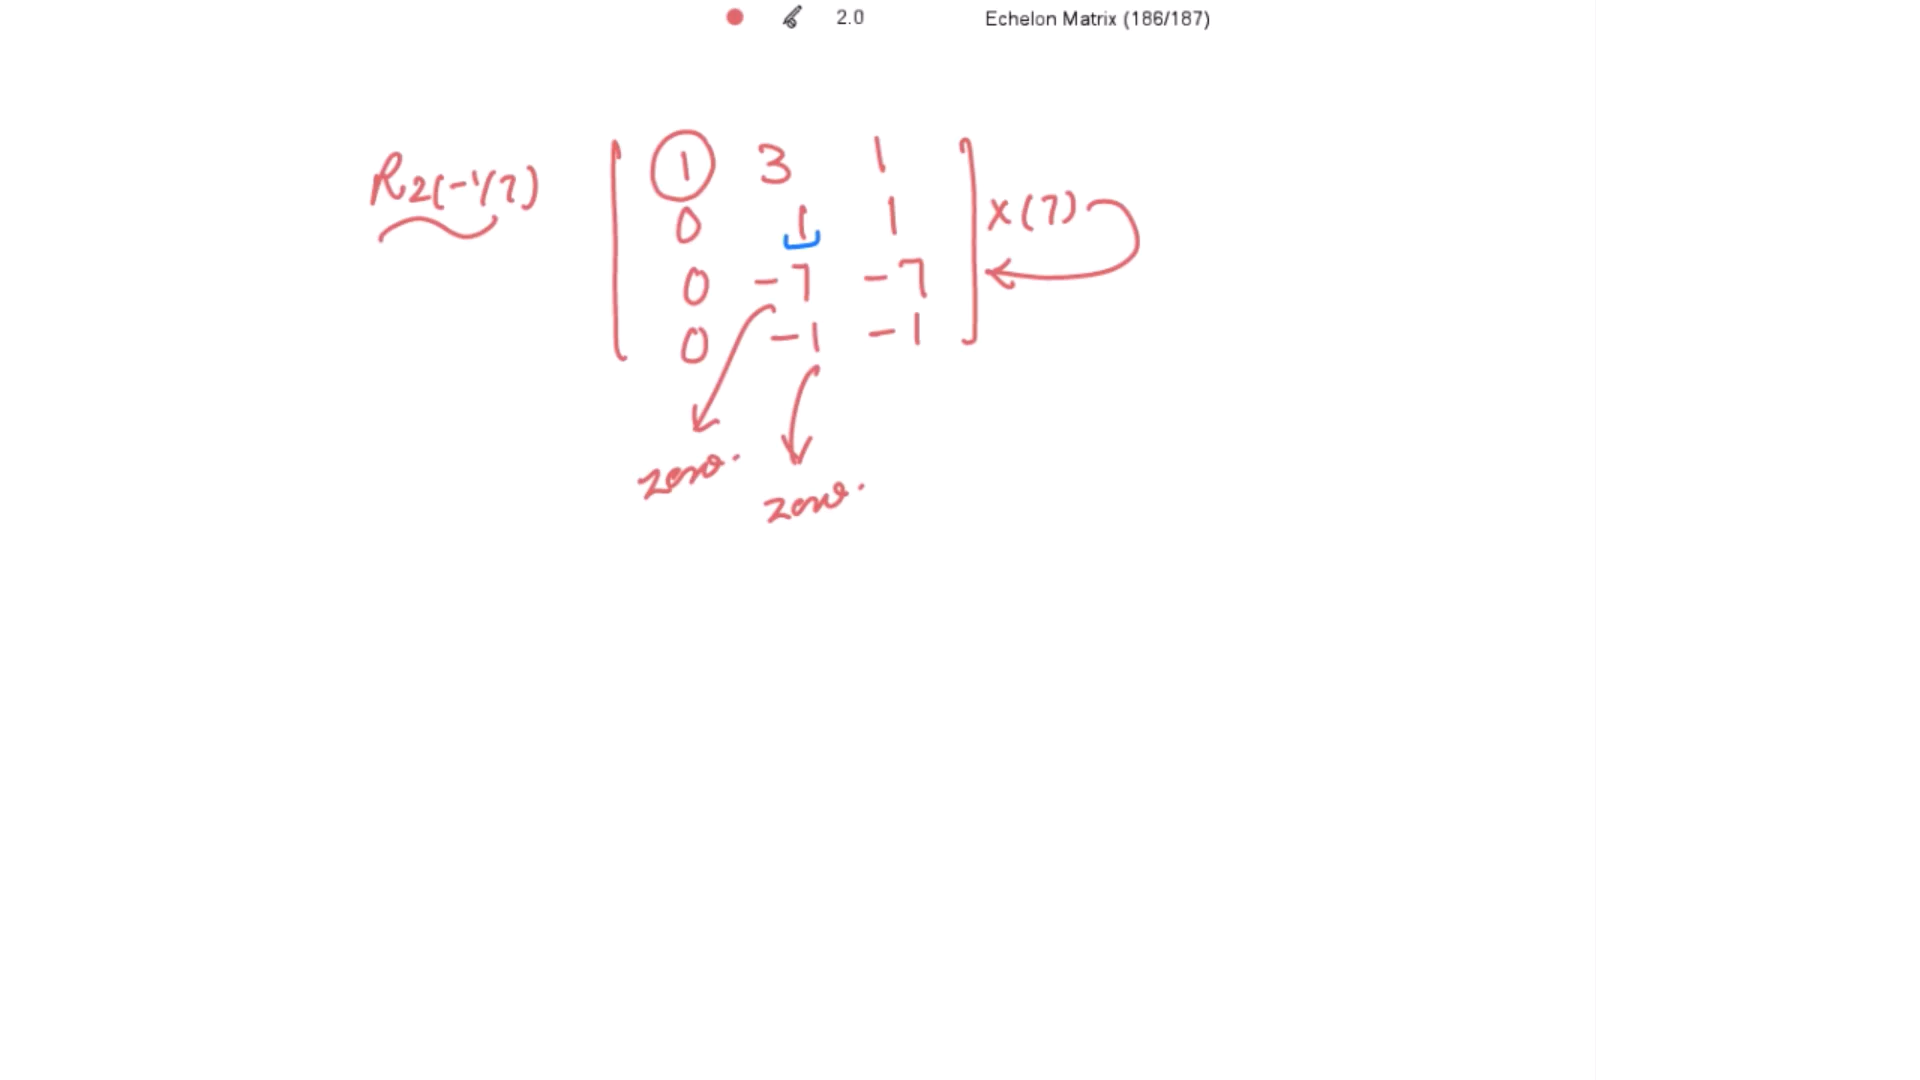 2.0 Echelon Matrix (186/187)
R2(-1/7)
1 3 1
0 1 1 x(7)
0 -7 -7
0 -1 -1
zero.
zero.